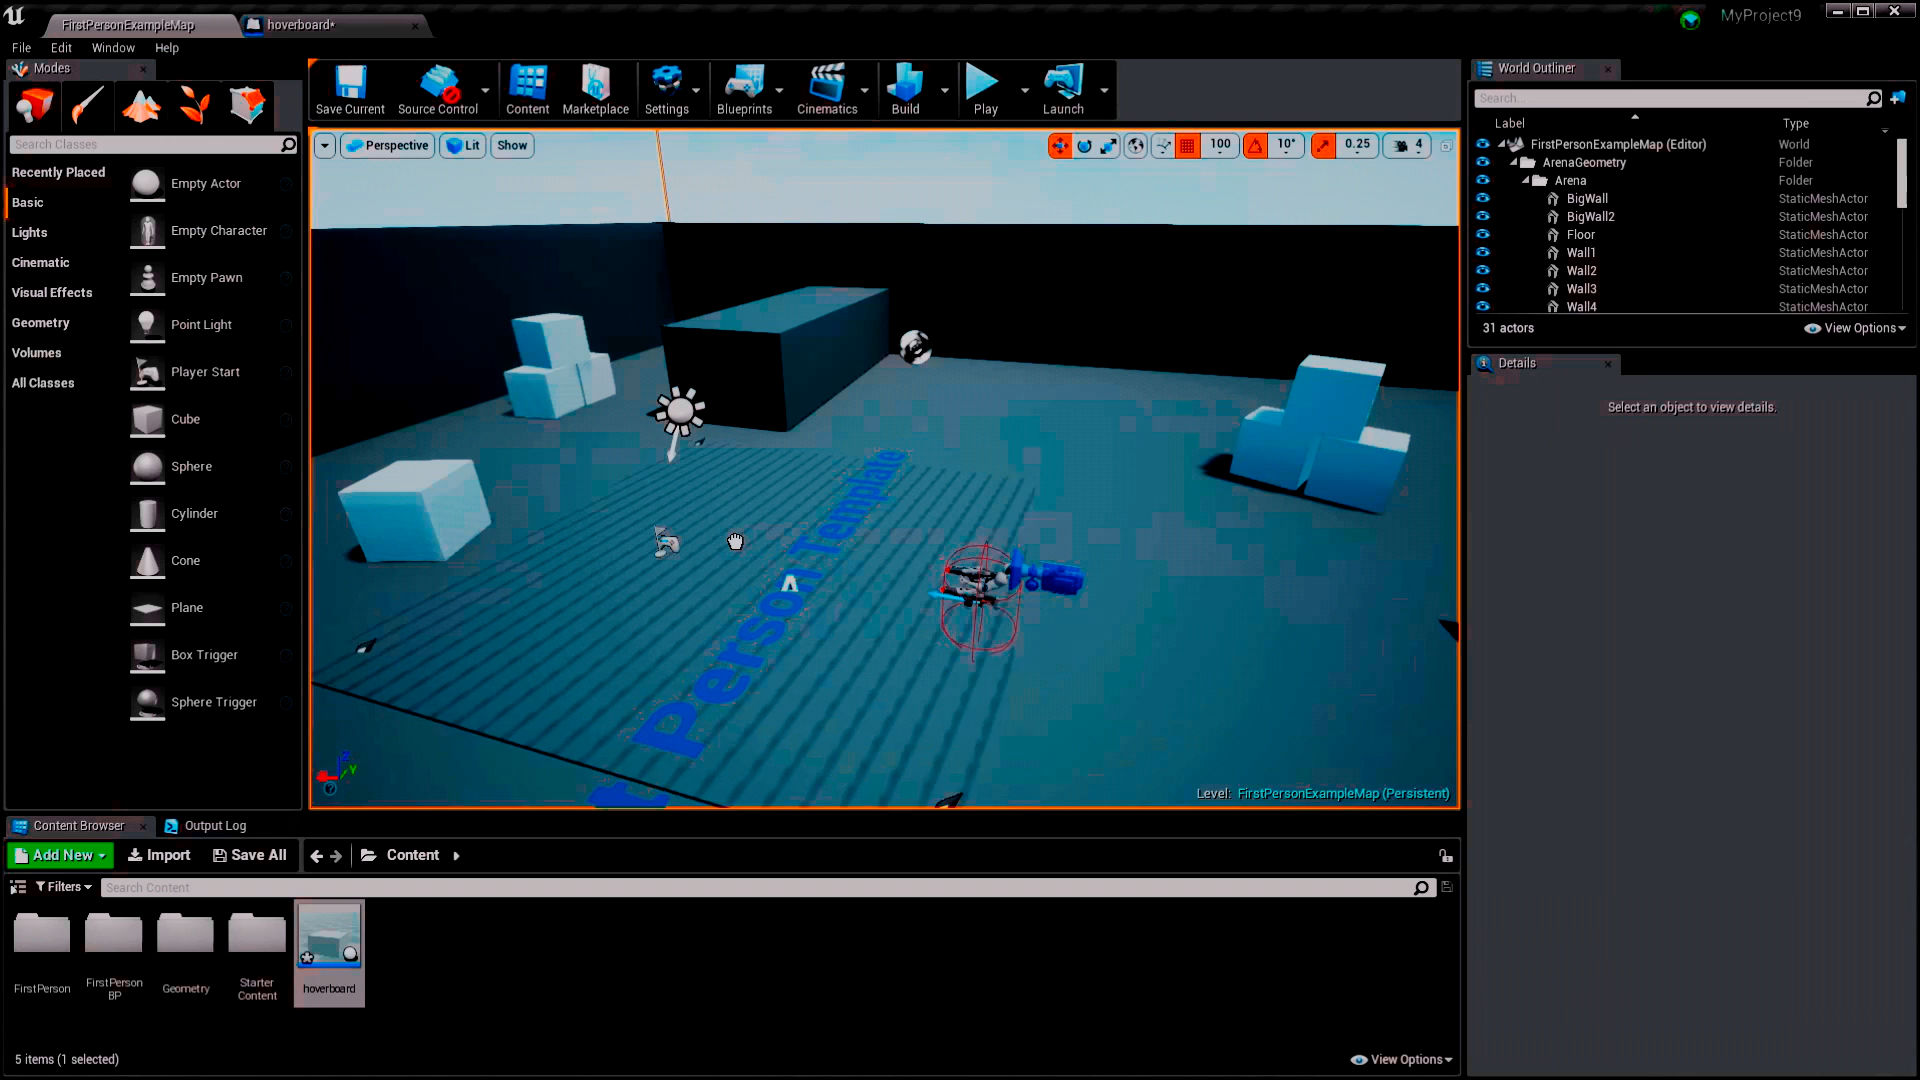 FirstPersonExampleMap
hoverboard*
MyProject9
File Edit Window Help
Modes
Save Current
Source Control
Content
Marketplace
Settings
Blueprints
Cinematics
Build
Play
Launch
World Outliner
Search...
Search Classes
Perspective
Lit
Show
100
10°
0.25
4
Label Type
FirstPersonExampleMap (Editor) World
ArenaGeometry Folder
Arena Folder
BigWall StaticMeshActor
BigWall2 StaticMeshActor
Floor StaticMeshActor
Wall1 StaticMeshActor
Wall2 StaticMeshActor
Wall3 StaticMeshActor
Wall4 StaticMeshActor
31 actors
View Options
Recently Placed
Basic
Lights
Cinematic
Visual Effects
Geometry
Volumes
All Classes
Empty Actor
Empty Character
Empty Pawn
Point Light
Player Start
Cube
Sphere
Cylinder
Cone
Plane
Box Trigger
Sphere Trigger
Person Template
Z
Y
Level: FirstPersonExampleMap (Persistent)
Details
Select an object to view details.
Content Browser
Output Log
Add New
Import
Save All
Content
Filters
Search Content
FirstPerson
FirstPerson
BP
Geometry
Starter
Content
hoverboard
5 items (1 selected)
View Options